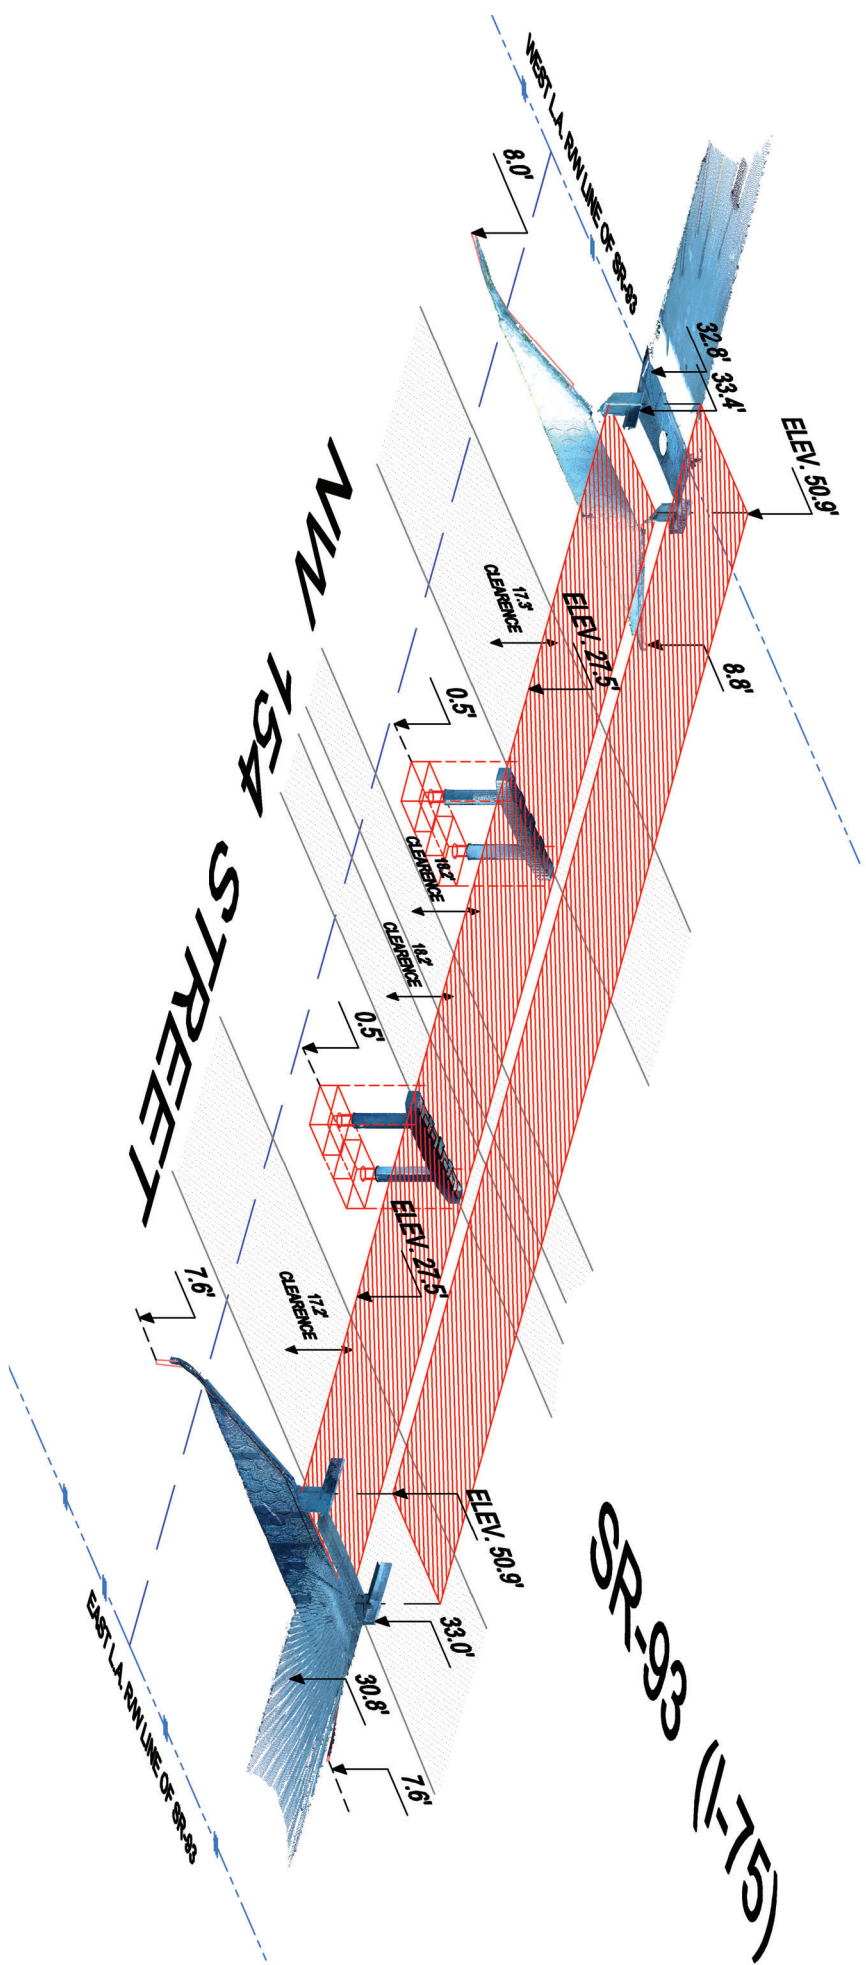 WEST L.A. R/W LINE OF SR-93
8.0'
32.8'
33.4'
ELEV. 50.9'
17.3'
CLEARENCE
ELEV. 27.5'
8.8'
0.5'
NW 154 STREET
18.2'
CLEARENCE
18.2'
CLEARENCE
0.5'
ELEV. 27.5'
17.2'
CLEARENCE
7.6'
ELEV. 50.9'
33.0'
30.8'
7.6'
EAST L.A. R/W LINE OF SR-93
SR-93 (I-75)